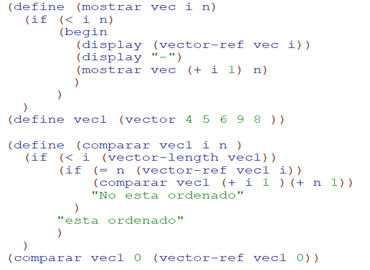 (define (mostrar vec i n)
  (if (< i n)
      (begin
        (display (vector-ref vec i))
        (display "-")
        (mostrar vec (+ i 1) n)
        )
      )
  )
(define vec1 (vector 4 5 6 9 8 ))

(define (comparar vec1 i n )
  (if (< i (vector-length vec1))
      (if (= n (vector-ref vec1 i))
          (comparar vec1 (+ i 1 )(+ n 1))
          "No esta ordenado"
        )
      "esta ordenado"
      )
  )
(comparar vec1 0 (vector-ref vec1 0))